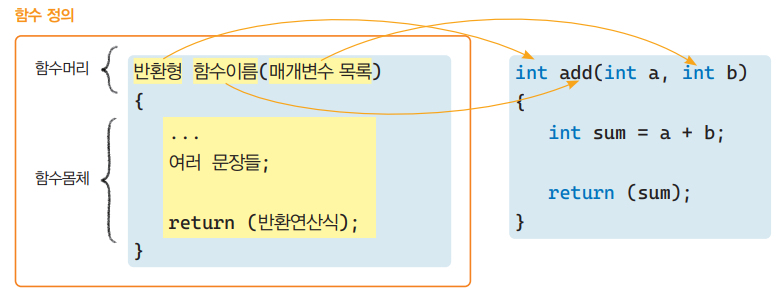 함수 정의
함수머리
반환형 함수이름(매개변수 목록)
{
...
여러 문장들;
return (반환연산식);
}
함수몸체
int add(int a, int b)
{
int sum = a + b;
return (sum);
}